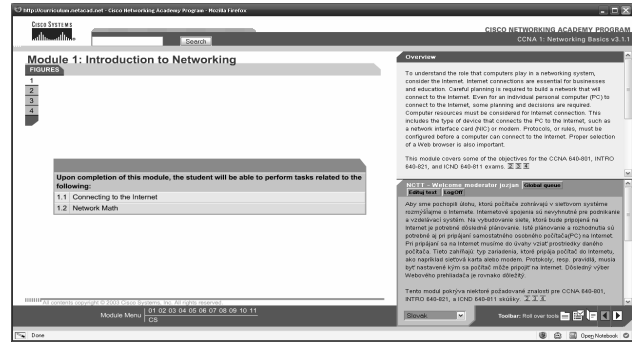 http://curriculum.netacad.net - Cisco Networking Academy Program - Mozilla Firefox
CISCO SYSTEMS
Search
CISCO NETWORKING ACADEMY PROGRAM
CCNA 1: Networking Basics v3.1.1
Module 1: Introduction to Networking
FIGURES
1
2
3
4
Upon completion of this module, the student will be able to perform tasks related to the
following:
1.1 Connecting to the Internet
1.2 Network Math
All contents copyright © 2003 Cisco Systems, Inc. All rights reserved.
Module Menu
01 02 03 04 05 06 07 08 09 10 11
CS
Overview
To understand the role that computers play in a networking system,
consider the Internet. Internet connections are essential for businesses
and education. Careful planning is required to build a network that will
connect to the Internet. Even for an individual personal computer (PC) to
connect to the Internet, some planning and decisions are required.
Computer resources must be considered for Internet connection. This
includes the type of device that connects the PC to the Internet, such as
a network interface card (NIC) or modem. Protocols, or rules, must be
configured before a computer can connect to the Internet. Proper selection
of a Web browser is also important.
This module covers some of the objectives for the CCNA 640-801, INTRO
640-821, and ICND 640-811 exams.
NCTT - Welcome moderator jozjan Global queue
Edituj text LogOff
Aby sme pochopili úlohu, ktorú počítače zohrávajú v sieťovom systéme
rozmýšľajme o Internete. Internetové spojenia sú nevyhnutné pre podnikanie
a vzdelávací systém. Na vybudovanie siete, ktorá bude pripojená na
Internet je potrebné dôsledné plánovanie. Isté plánovanie a rozhodnutia sú
potrebné aj pri pripájaní samostatného osobného počítača(PC) na Internet.
Pri pripájaní sa na Internet musíme do úvahy vziať prostriedky daného
počítača. Tieto zahŕňajú: typ zariadenia, ktoré pripája počítač do Internetu,
ako napríklad sieťová karta alebo modem. Protokoly, resp. pravidlá, musia
byť nastavené kým sa počítač môže pripojiť na Internet. Dôsledný výber
Webového prehliadača je rovnako dôležitý.
Tento modul pokrýva niektoré požadované znalosti pre CCNA 640-801,
INTRO 640-821, a ICND 640-811 skúšky.
Slovak
Toolbar: Roll over tools
Done
Open Notebook